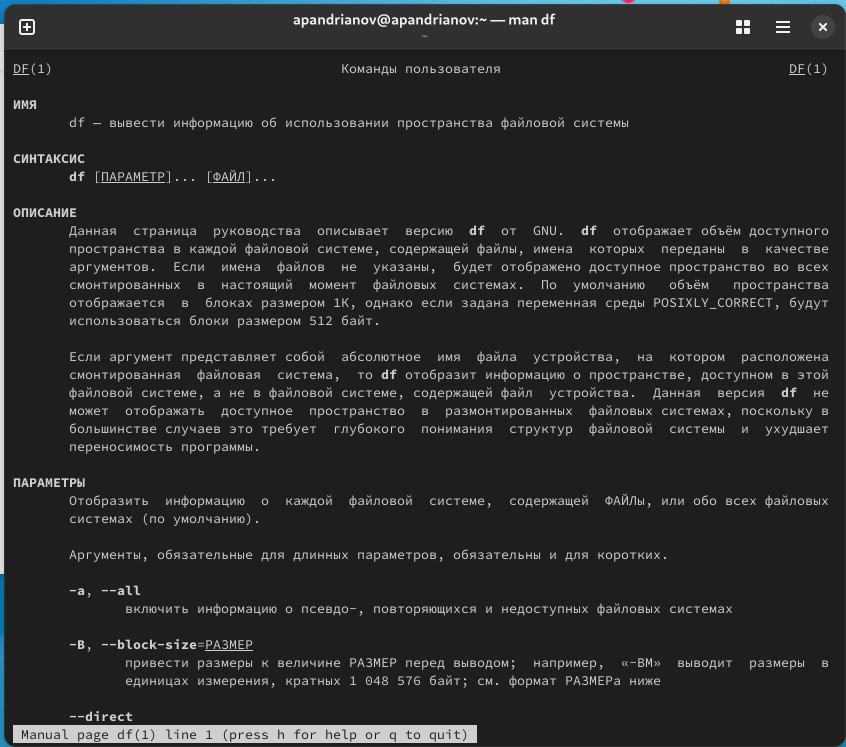 apandrianov@apandrianov:~ — man df
~
DF(1) Команды пользователя DF(1)
ИМЯ
df — вывести информацию об использовании пространства файловой системы
СИНТАКСИС
df [ПАРАМЕТР]... [ФАЙЛ]...
ОПИСАНИЕ
Данная страница руководства описывает версию df от GNU. df отображает объём доступного
пространства в каждой файловой системе, содержащей файлы, имена которых переданы в качестве
аргументов. Если имена файлов не указаны, будет отображено доступное пространство во всех
смонтированных в настоящий момент файловых системах. По умолчанию объём пространства
отображается в блоках размером 1K, однако если задана переменная среды POSIXLY_CORRECT, будут
использоваться блоки размером 512 байт.
Если аргумент представляет собой абсолютное имя файла устройства, на котором расположена
смонтированная файловая система, то df отобразит информацию о пространстве, доступном в этой
файловой системе, а не в файловой системе, содержащей файл устройства. Данная версия df не
может отображать доступное пространство в размонтированных файловых системах, поскольку в
большинстве случаев это требует глубокого понимания структур файловой системы и ухудшает
переносимость программы.
ПАРАМЕТРЫ
Отобразить информацию о каждой файловой системе, содержащей ФАЙЛы, или обо всех файловых
системах (по умолчанию).
Аргументы, обязательные для длинных параметров, обязательны и для коротких.
-a, --all
включить информацию о псевдо-, повторяющихся и недоступных файловых системах
-B, --block-size=РАЗМЕР
привести размеры к величине РАЗМЕР перед выводом; например, «-BM» выводит размеры в
единицах измерения, кратных 1 048 576 байт; см. формат РАЗМЕРа ниже
--direct
Manual page df(1) line 1 (press h for help or q to quit)